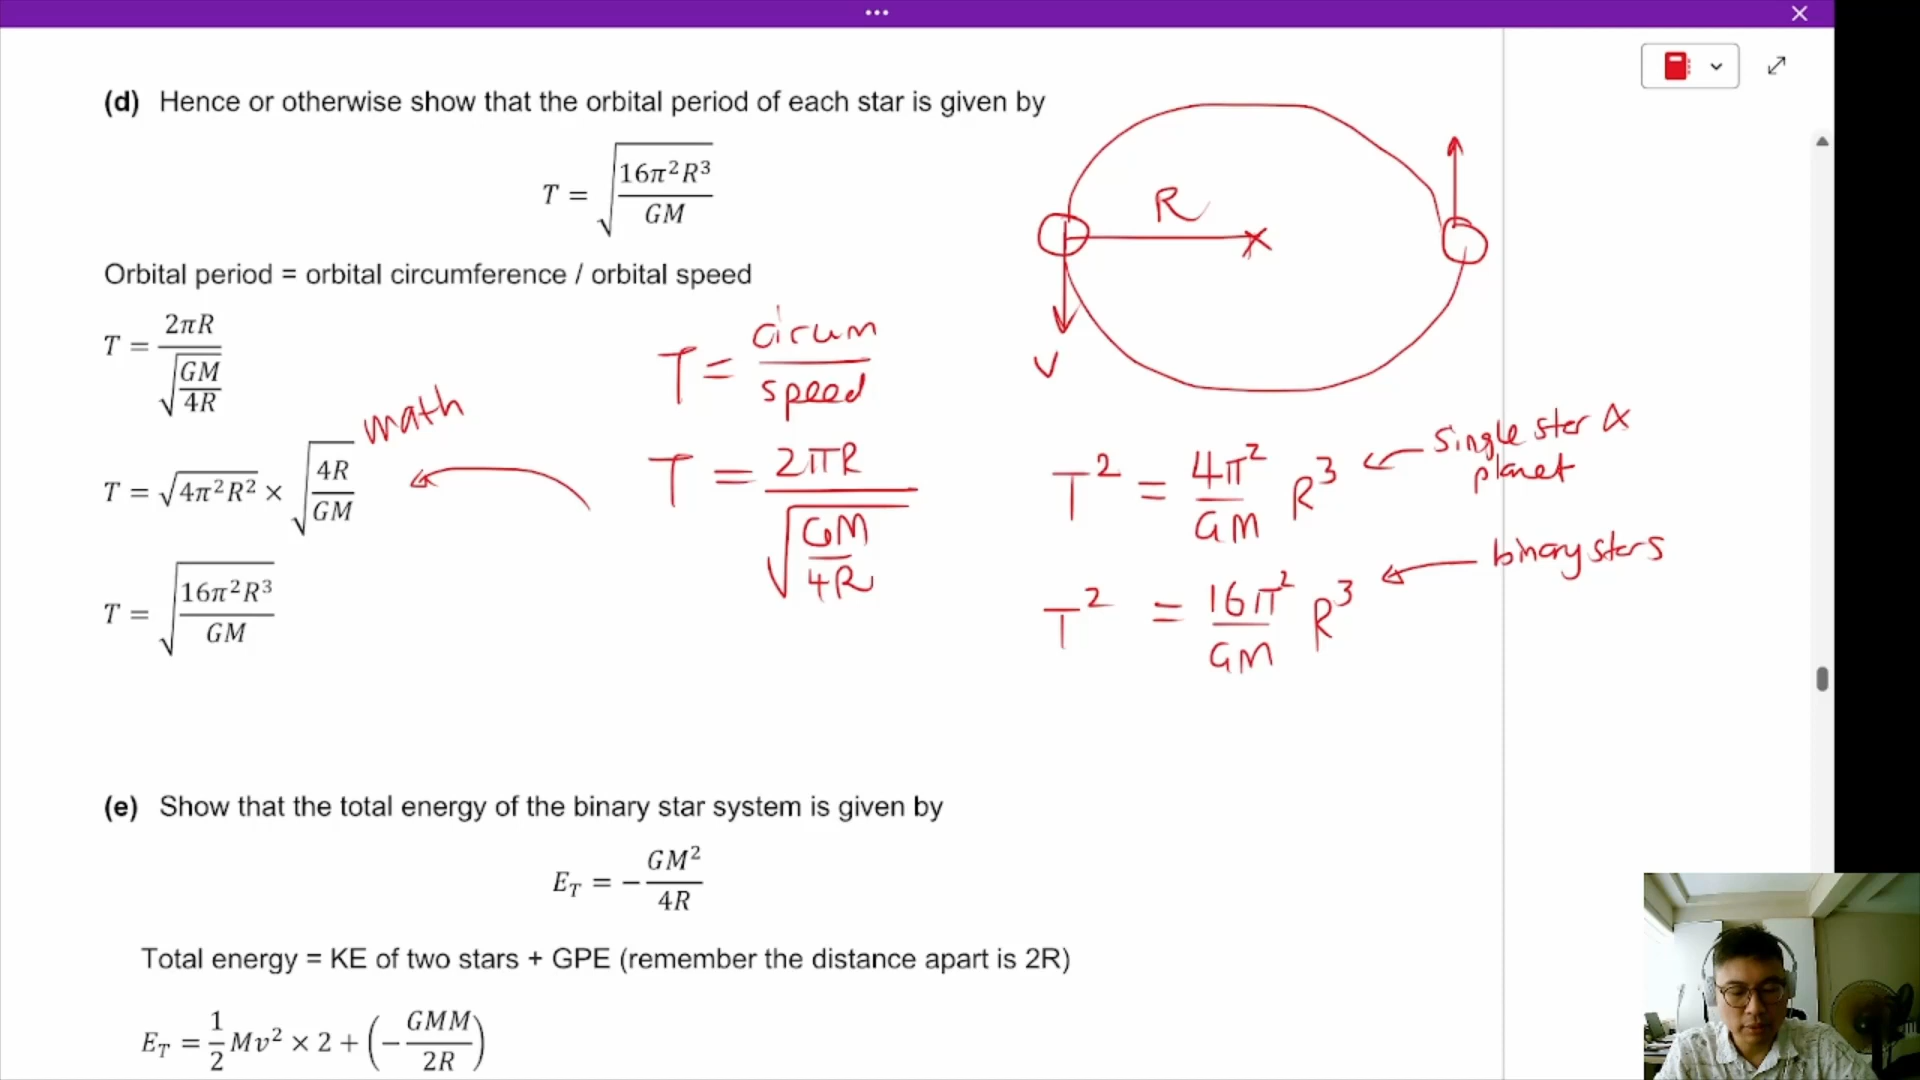 (d) Hence or otherwise show that the orbital period of each star is given by
T = √(16π²R³ / GM)
Orbital period = orbital circumference / orbital speed
T = 2πR / √(GM / 4R)
T = √(4π²R²) × √(4R / GM)
T = √(16π²R³ / GM)
math
T = cirum / speed
T = 2πR / √(GM / 4R)
R
V
T² = 4π² / GM R³
single star &
planet
T² = 16π² / GM R³
binary stars
(e) Show that the total energy of the binary star system is given by
E_T = − GM² / 4R
Total energy = KE of two stars + GPE (remember the distance apart is 2R)
E_T = 1/2 Mv² × 2 + (− GMM / 2R)